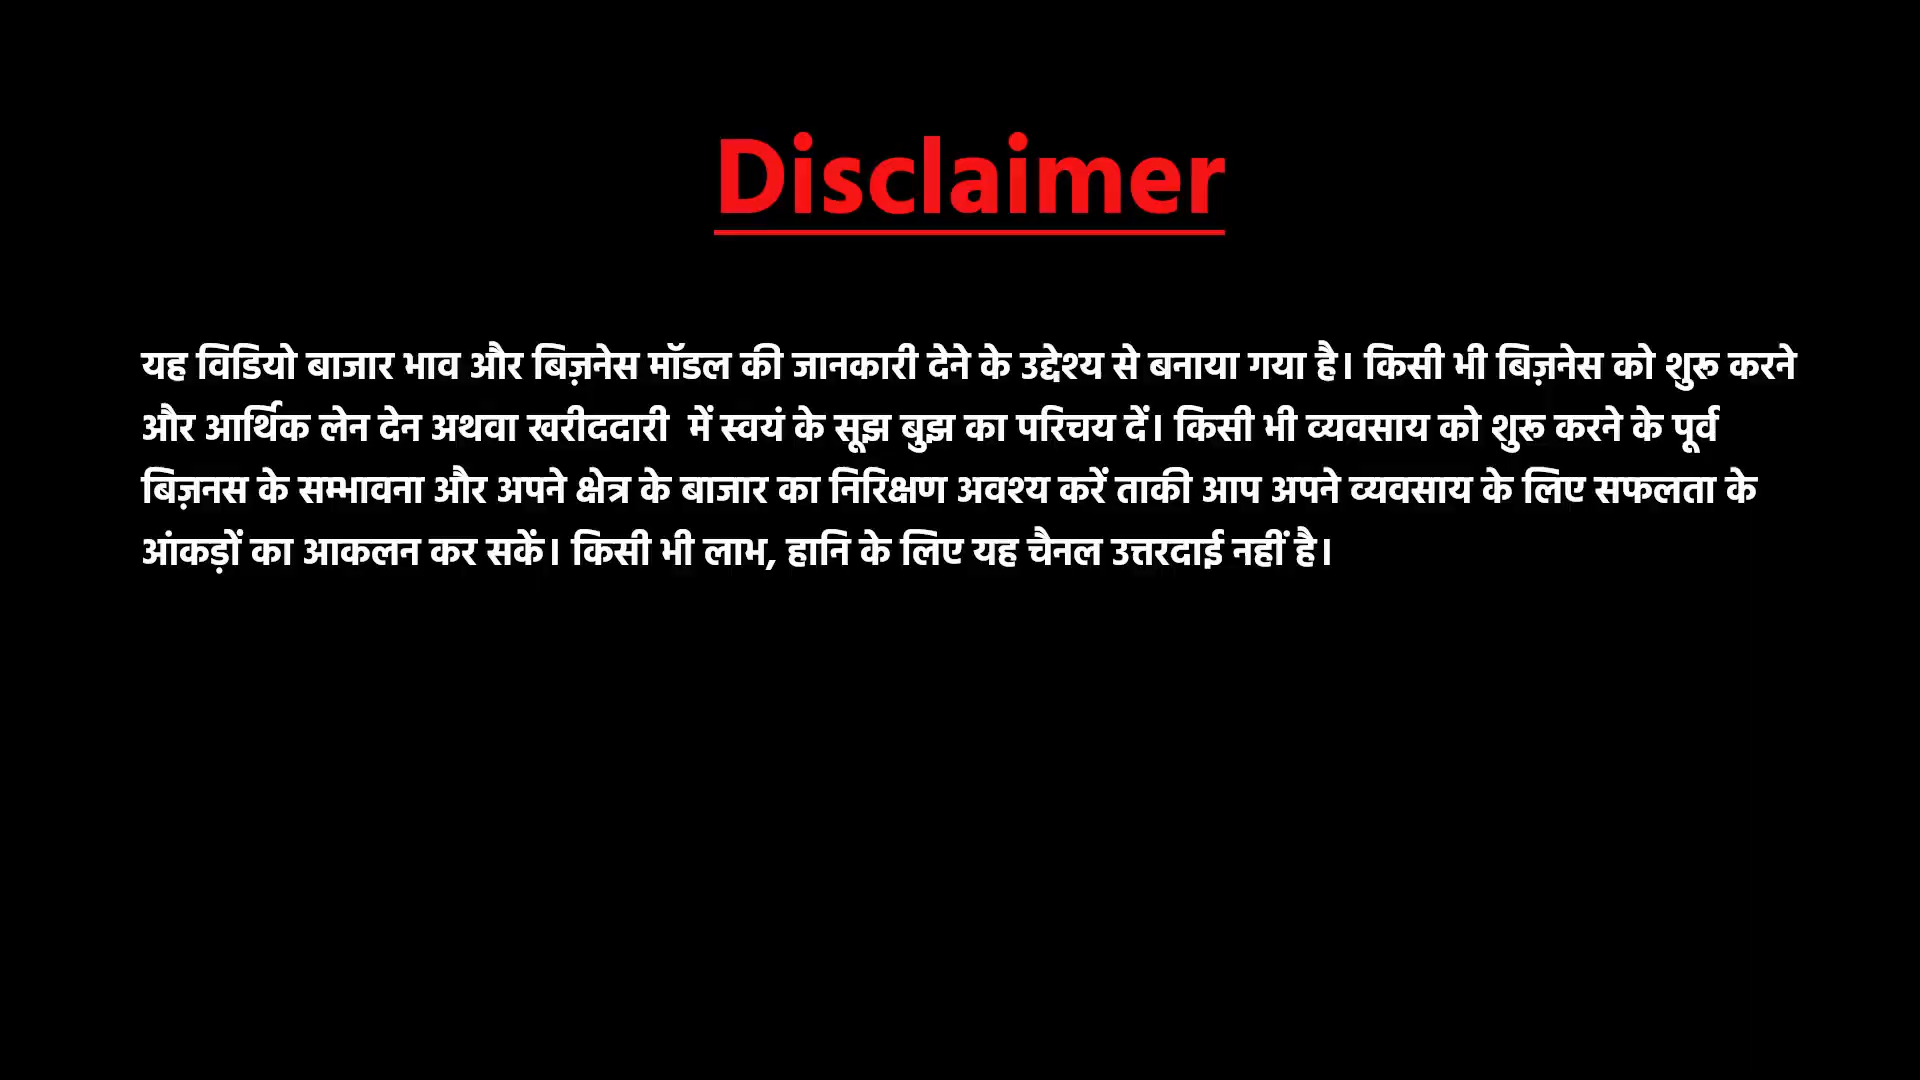 Disclaimer
यह विडियो बाजार भाव और बिज़नेस मॉडल की जानकारी देने के उद्देश्य से बनाया गया है। किसी भी बिज़नेस को शुरू करने
और आर्थिक लेन देन अथवा खरीददारी में स्वयं के सूझ बुझ का परिचय दें। किसी भी व्यवसाय को शुरू करने के पूर्व
बिज़नस के सम्भावना और अपने क्षेत्र के बाजार का निरिक्षण अवश्य करें ताकी आप अपने व्यवसाय के लिए सफलता के
आंकड़ों का आकलन कर सकें। किसी भी लाभ, हानि के लिए यह चैनल उत्तरदाई नहीं है।